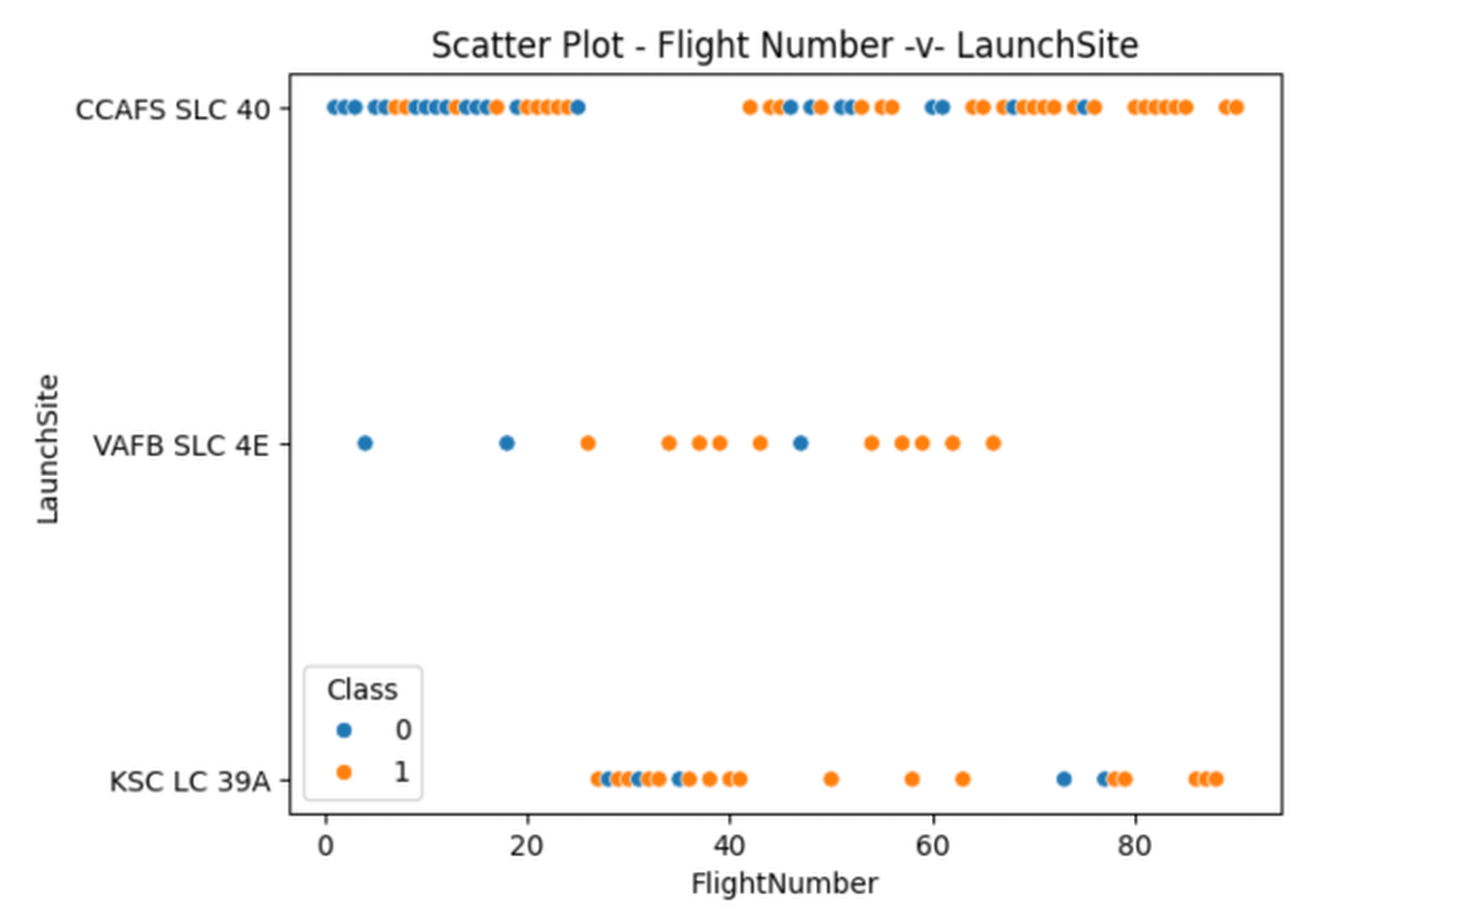 Scatter Plot - Flight Number -v- LaunchSite
CCAFS SLC 40
VAFB SLC 4E
KSC LC 39A
LaunchSite
Class
0
1
0 20 40 60 80
FlightNumber